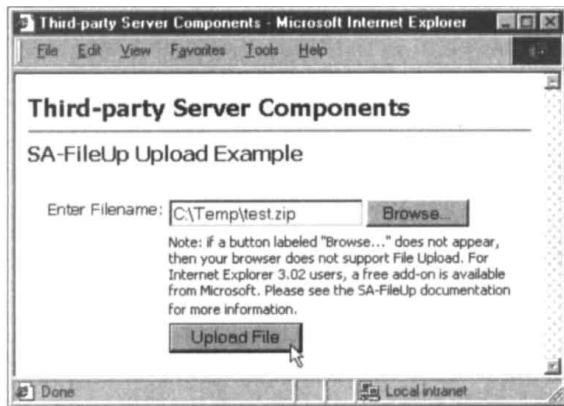 Third-party Server Components - Microsoft Internet Explorer
File Edit View Favorites Tools Help
Third-party Server Components
SA-FileUp Upload Example
Enter Filename: C:\Temp\test.zip Browse...
Note: if a button labeled "Browse..." does not appear,
then your browser does not support File Upload. For
Internet Explorer 3.02 users, a free add-on is available
from Microsoft. Please see the SA-FileUp documentation
for more information.
Upload File
Done Local intranet